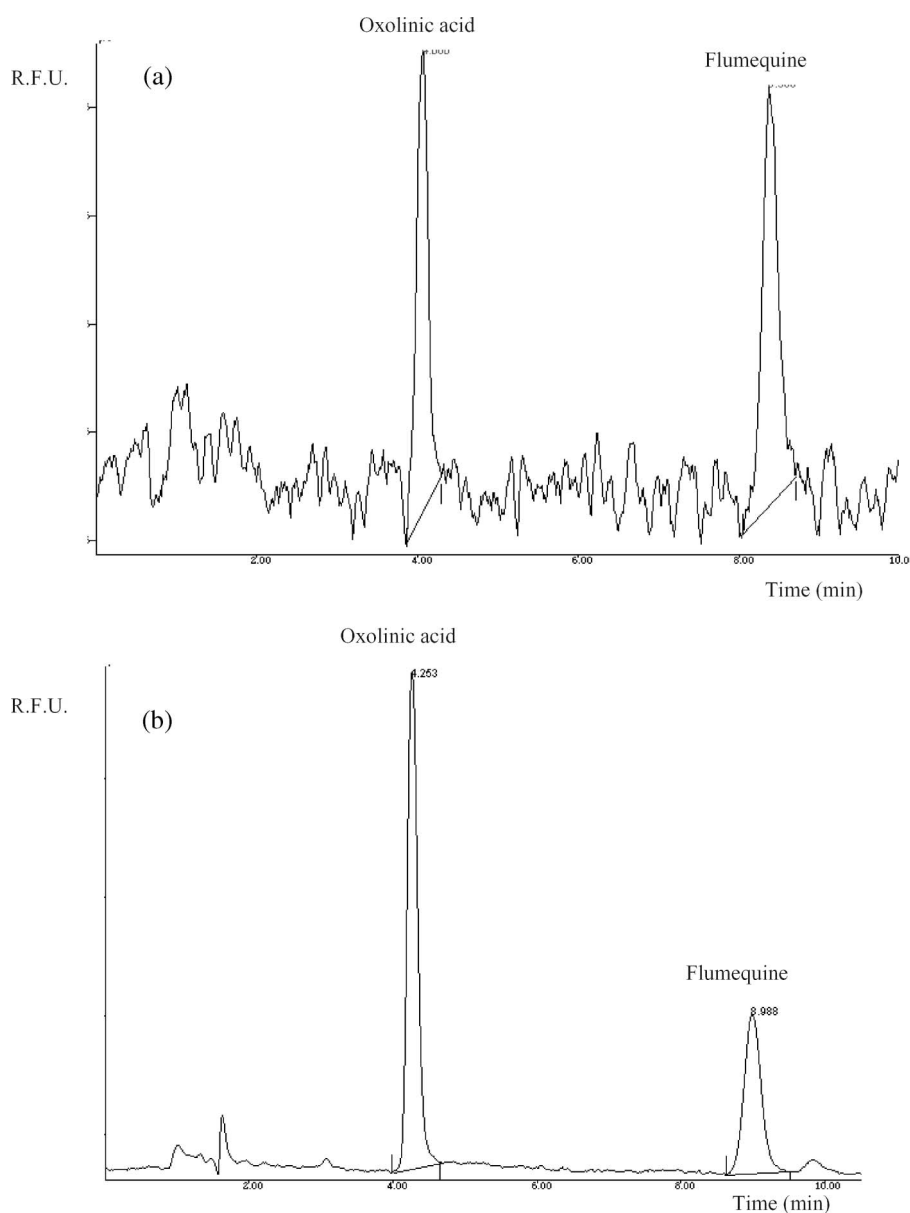 Oxolinic acid
R.F.U.
(a)
Flumequine
2.00
4.00
6.00
8.00
10.0
Time (min)
Oxolinic acid
R.F.U.
(b)
4.253
Flumequine
8.988
2.00
4.00
6.00
8.00
10.00
Time (min)